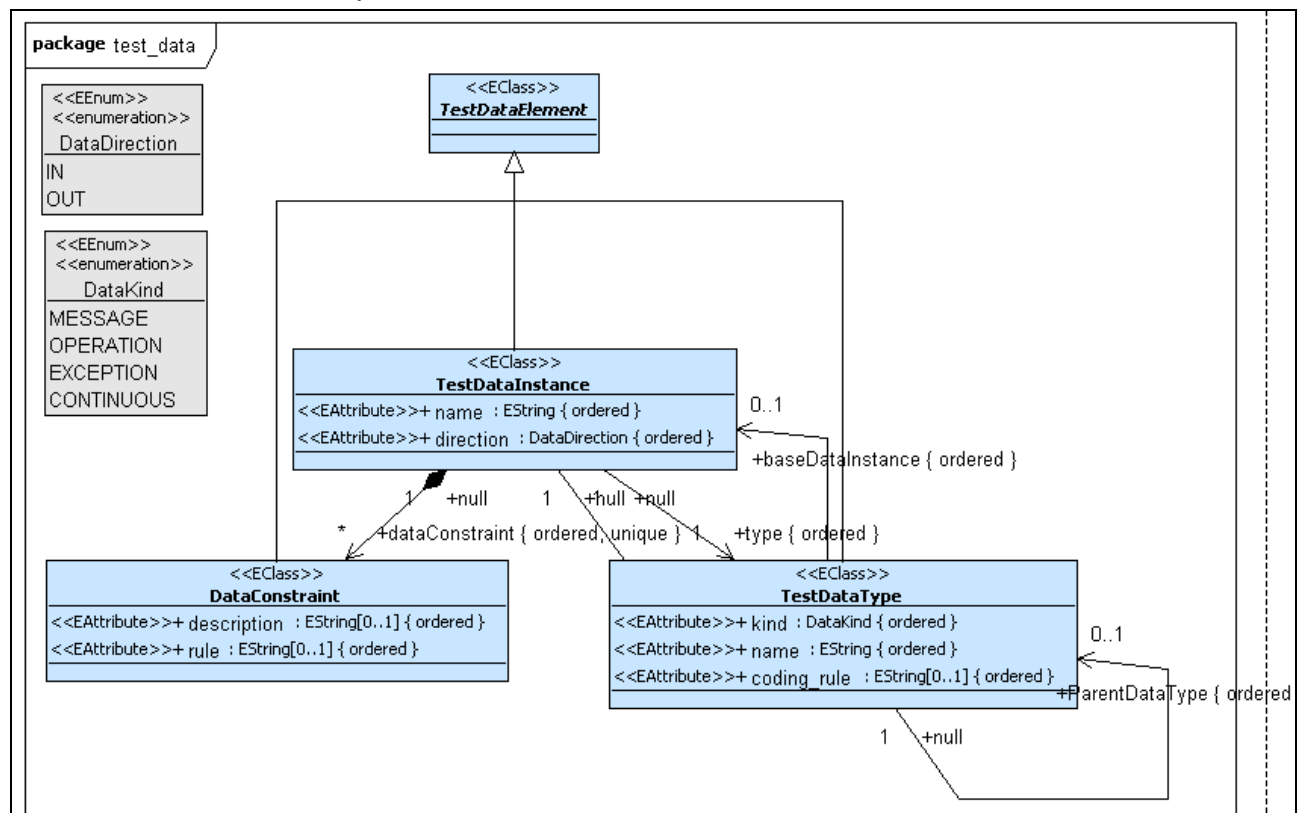 package test_data
<<EEnum>>
<<enumeration>>
DataDirection
IN
OUT
<<EEnum>>
<<enumeration>>
DataKind
MESSAGE
OPERATION
EXCEPTION
CONTINUOUS
<<EClass>>
TestDataElement
<<EClass>>
TestDataInstance
<<EAttribute>>+ name : EString { ordered }
<<EAttribute>>+ direction : DataDirection { ordered }
0..1
+baseDataInstance { ordered }
1 +null 1 +null +null
* +dataConstraint { ordered, unique } 1 +type { ordered }
<<EClass>>
DataConstraint
<<EAttribute>>+ description : EString[0..1] { ordered }
<<EAttribute>>+ rule : EString[0..1] { ordered }
<<EClass>>
TestDataType
<<EAttribute>>+ kind : DataKind { ordered }
<<EAttribute>>+ name : EString { ordered }
<<EAttribute>>+ coding_rule : EString[0..1] { ordered }
0..1
+ParentDataType { ordered
1 +null